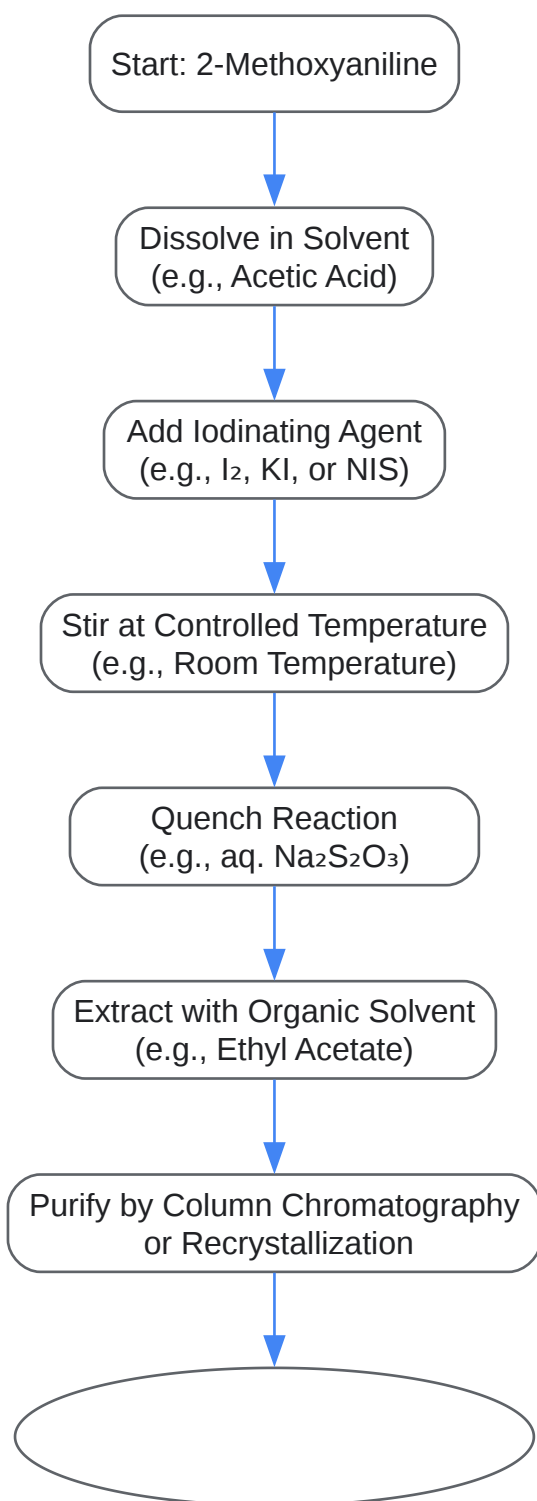 Start: 2-Methoxyaniline
Dissolve in Solvent
(e.g., Acetic Acid)
Add Iodinating Agent
(e.g., I₂, KI, or NIS)
Stir at Controlled Temperature
(e.g., Room Temperature)
Quench Reaction
(e.g., aq. Na₂S₂O₃)
Extract with Organic Solvent
(e.g., Ethyl Acetate)
Purify by Column Chromatography
or Recrystallization